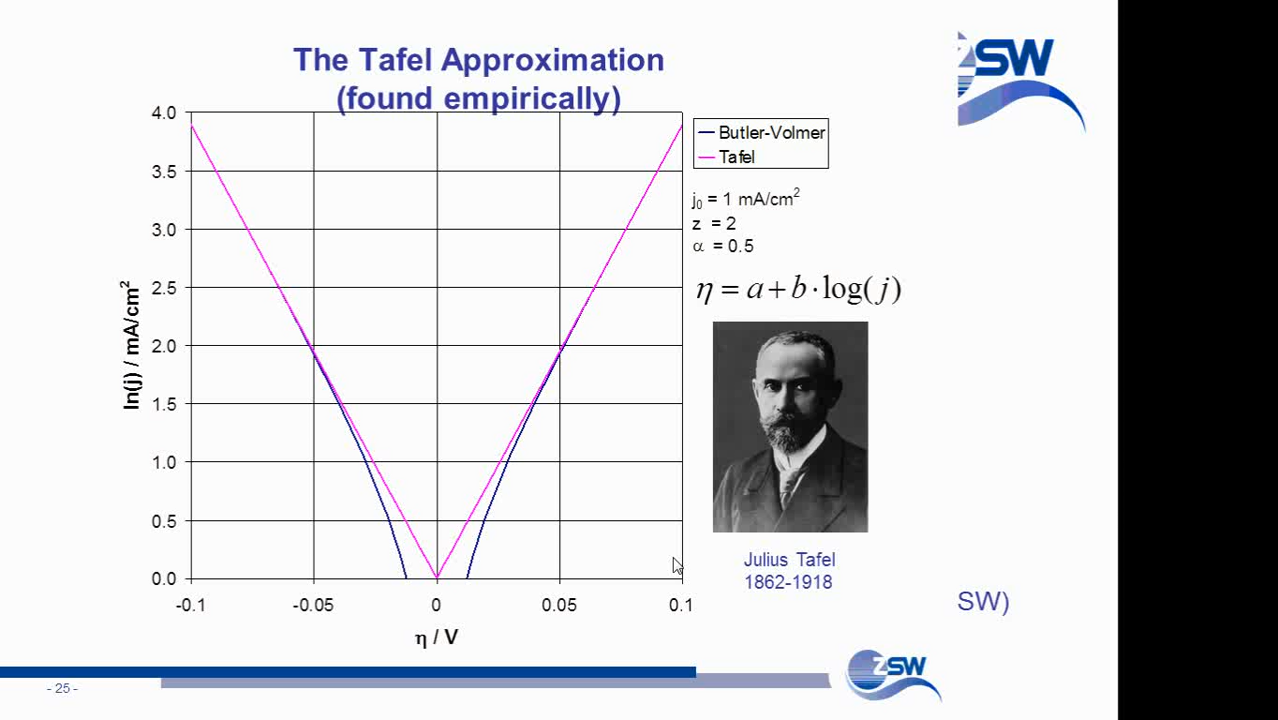 The Tafel Approximation
(found empirically)
ZSW
4.0
3.5
3.0
2.5
2.0
1.5
1.0
0.5
0.0
ln(j) / mA/cm²
-0.1
-0.05
0
0.05
0.1
η / V
Butler-Volmer
Tafel
j₀ = 1 mA/cm²
z = 2
α = 0.5
η = a + b · log( j )
Julius Tafel
1862-1918
SW)
ZSW
- 25 -